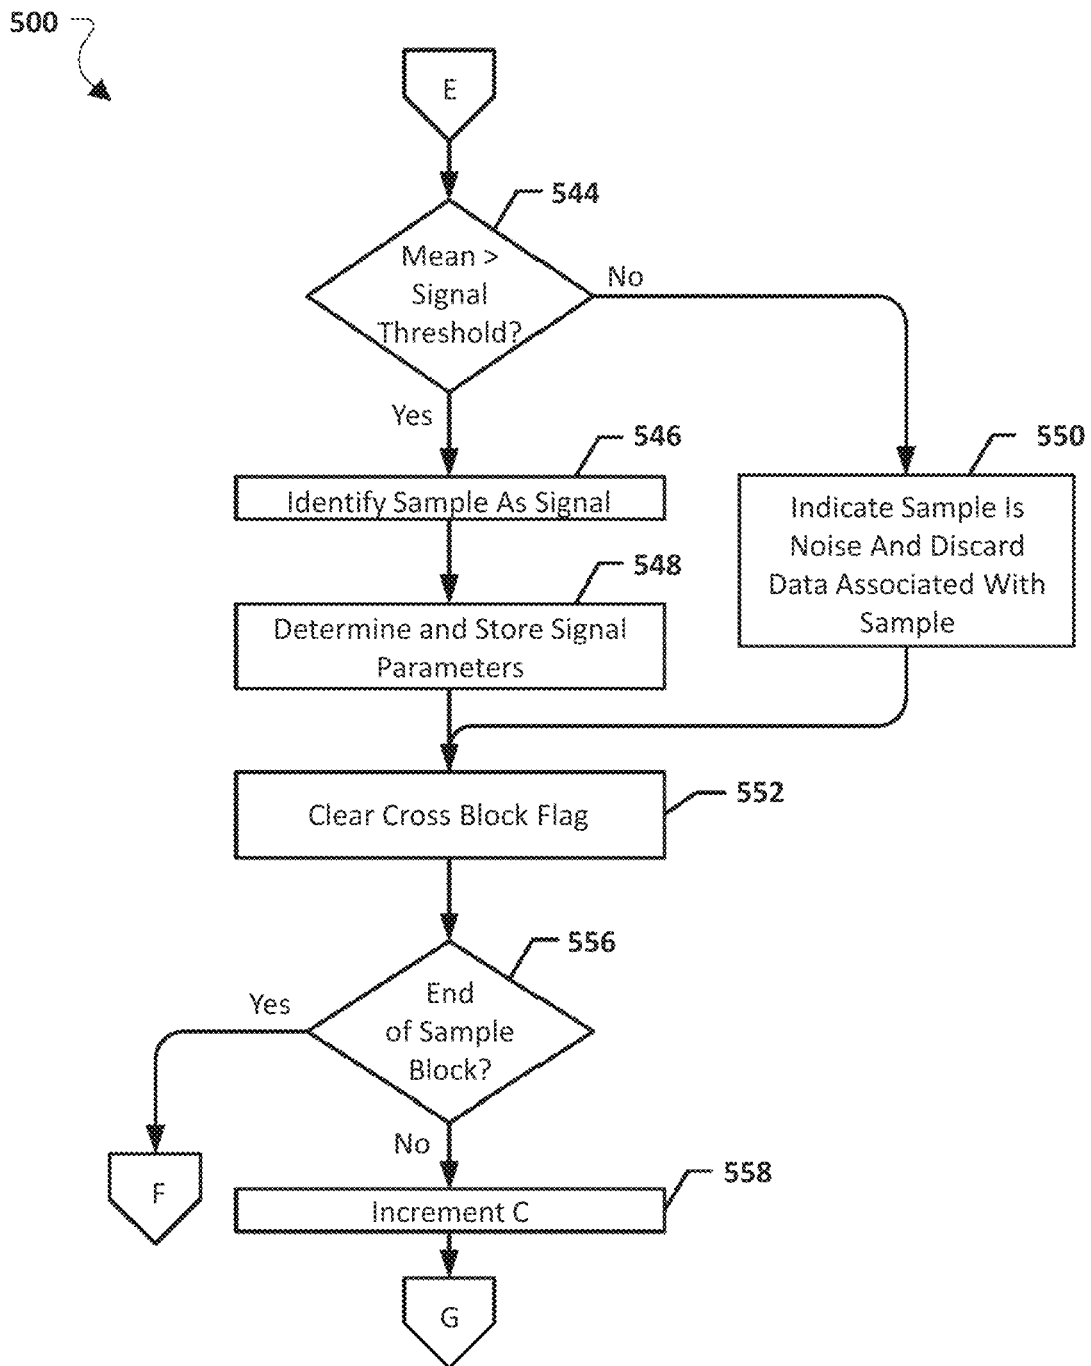 500
E
544
Mean >
Signal
Threshold?
No
Yes
546
Identify Sample As Signal
550
Indicate Sample Is
Noise And Discard
Data Associated With
Sample
548
Determine and Store Signal
Parameters
552
Clear Cross Block Flag
556
End
of Sample
Block?
Yes
No
F
558
Increment C
G